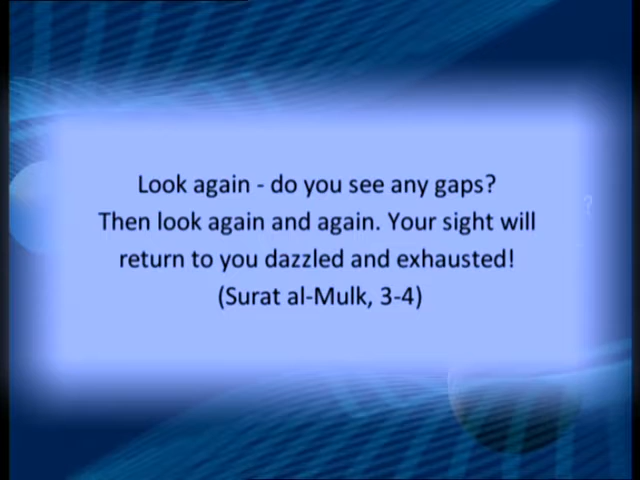 Look again - do you see any gaps?
Then look again and again. Your sight will
return to you dazzled and exhausted!
(Surat al-Mulk, 3-4)
?